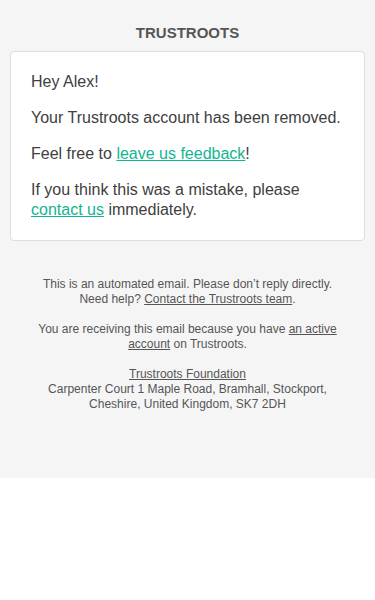 TRUSTROOTS
Hey Alex!
Your Trustroots account has been removed.
Feel free to leave us feedback!
If you think this was a mistake, please
contact us immediately.
This is an automated email. Please don’t reply directly.
Need help? Contact the Trustroots team.
You are receiving this email because you have an active
account on Trustroots.
Trustroots Foundation
Carpenter Court 1 Maple Road, Bramhall, Stockport,
Cheshire, United Kingdom, SK7 2DH